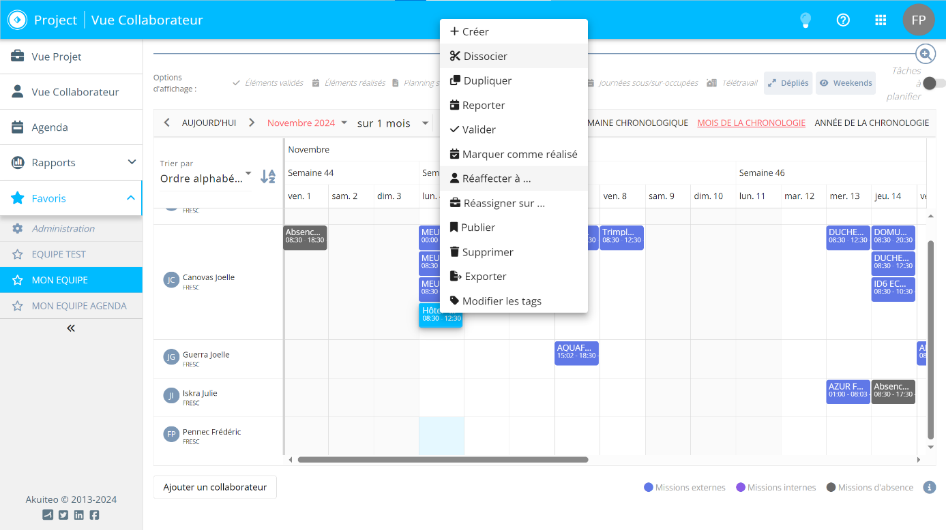 Project | Vue Collaborateur
FP
Vue Projet
Vue Collaborateur
Agenda
Rapports
Favoris
Administration
EQUIPE TEST
MON EQUIPE
MON EQUIPE AGENDA
«
Akuiteo © 2013-2024
Options
d'affichage :
Éléments validés
Éléments réalisés
Planning s
Journées sous/sur-occupées
Télétravail
Dépliés
Weekends
Tâches
à
planifier
AUJOURD'HUI
Novembre 2024
sur 1 mois
MAINE CHRONOLOGIQUE
MOIS DE LA CHRONOLOGIE
ANNÉE DE LA CHRONOLOGIE
Créer
Dissocier
Dupliquer
Reporter
Valider
Marquer comme réalisé
Réaffecter à ...
Réassigner sur ...
Publier
Supprimer
Exporter
Modifier les tags
Trier par
Ordre alphabé...
Novembre
Semaine 44
Sem
Semaine 46
ven. 1
sam. 2
dim. 3
lun.
ven. 8
sam. 9
dim. 10
lun. 11
mar. 12
mer. 13
jeu. 14
FRESC
JC
Canovas Joelle
FRESC
Absenc...
08:30 - 18:30
MEU
00:00
MEU
08:30
MEU
08:30
Hôte
08:30 - 12:30
8:30
Trimpl...
08:30 - 12:30
DUCHE...
08:30 - 12:30
DOMU...
08:30 - 20:30
DUCHE...
08:30 - 12:30
ID6 EC...
08:30 - 10:30
JG
Guerra Joelle
FRESC
AQUAF...
15:02 - 18:30
JI
Iskra Julie
FRESC
AZUR F...
01:00 - 08:03
Absenc...
08:30 - 17:30
FP
Pennec Frédéric
FRESC
Ajouter un collaborateur
Missions externes
Missions internes
Missions d'absence